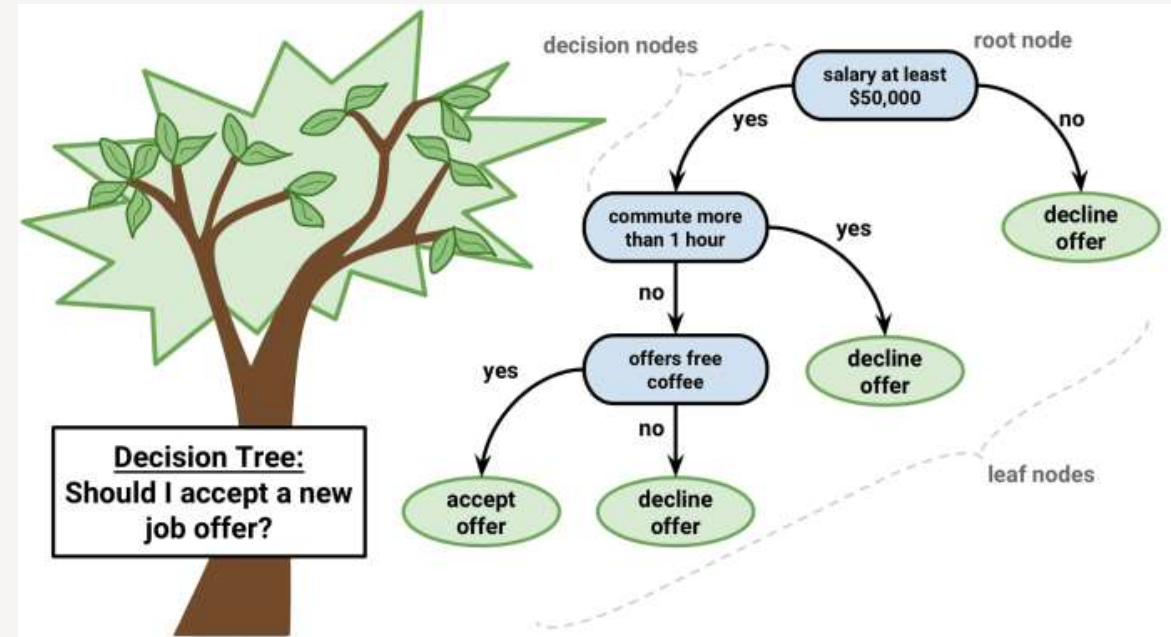 decision nodes
root node
salary at least
$50,000
yes
no
decline
offer
commute more
than 1 hour
yes
no
decline
offer
offers free
coffee
yes
no
accept
offer
decline
offer
leaf nodes
Decision Tree:
Should I accept a new
job offer?